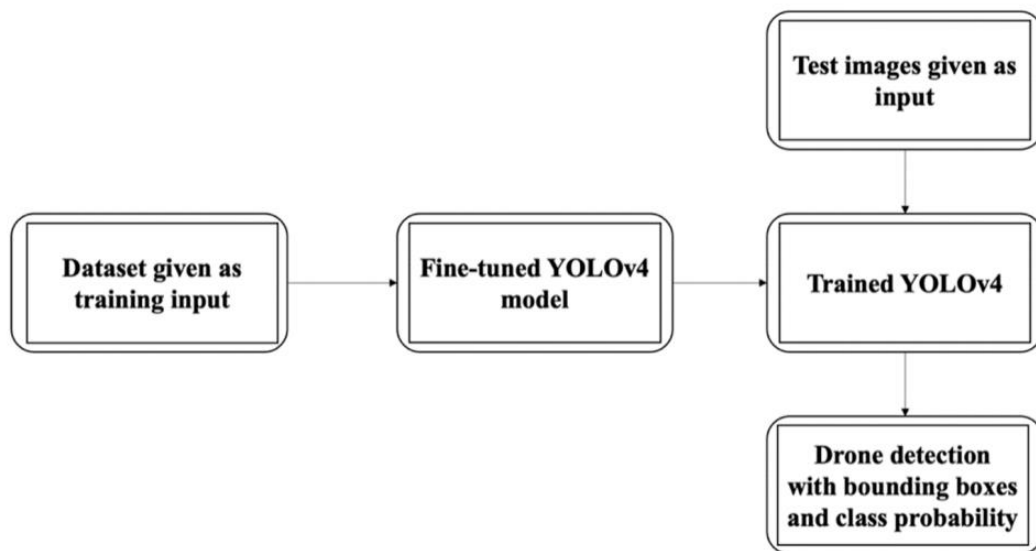 Test images given as
input
Dataset given as
training input
Fine-tuned YOLOv4
model
Trained YOLOv4
Drone detection
with bounding boxes
and class probability